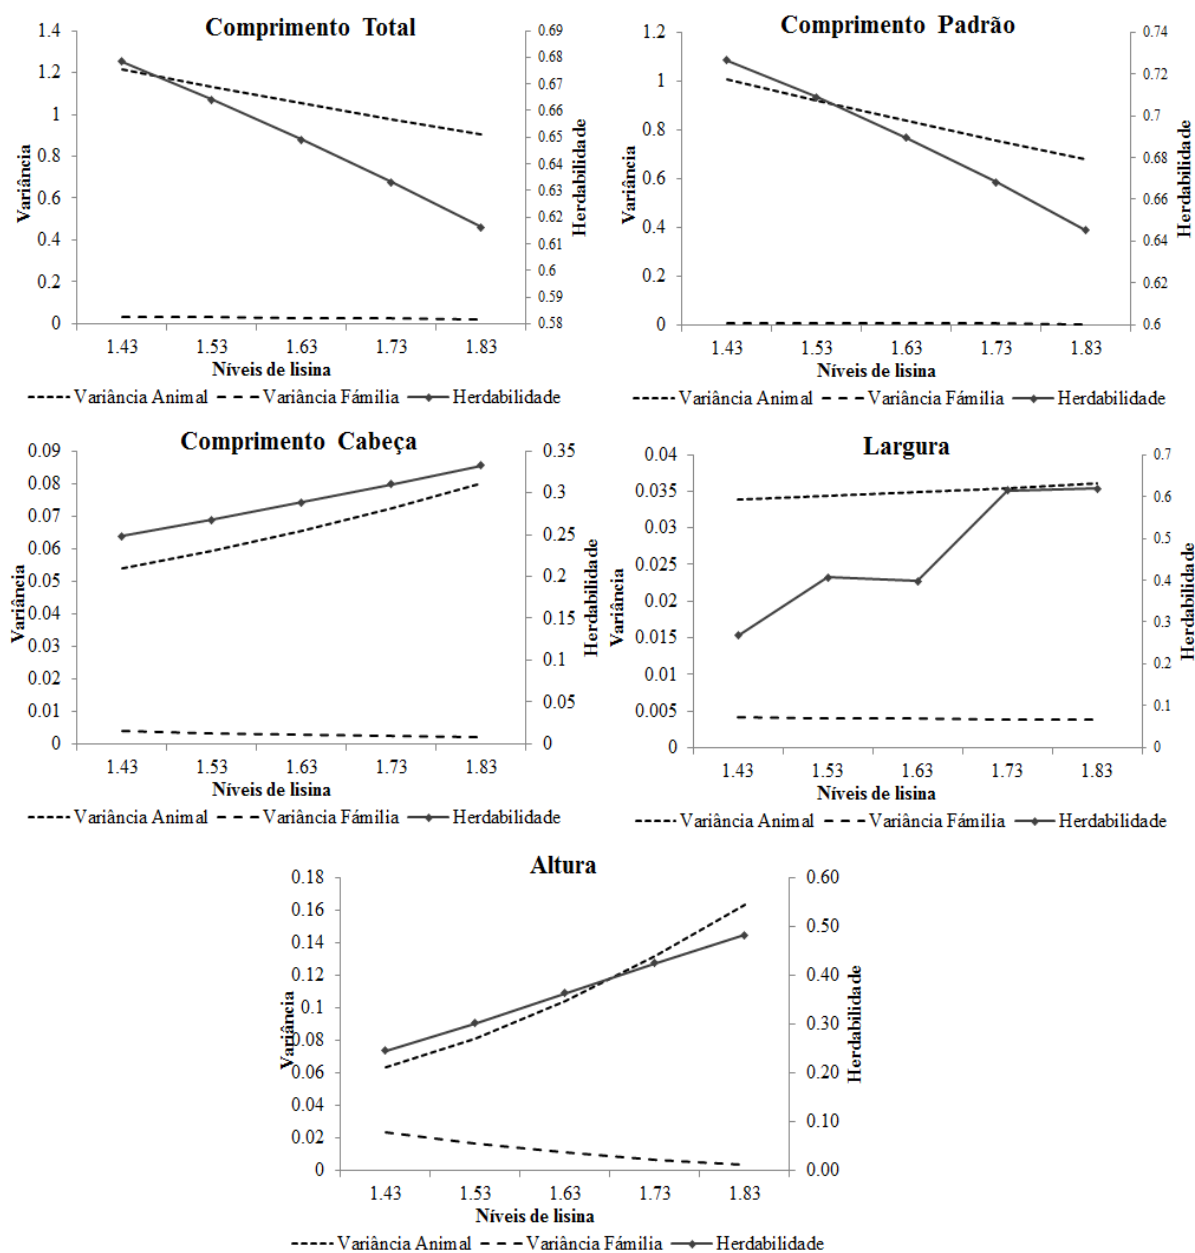 Comprimento Total
1.4
1.2
1
0.8
0.6
0.4
0.2
0
Variância
0.69
0.68
0.67
0.66
0.65
0.64
0.63
0.62
0.61
0.6
0.59
0.58
Herdabilidade
1.43 1.53 1.63 1.73 1.83
Níveis de lisina
Variância Animal Variância Fámilia Herdabilidade
Comprimento Padrão
1.2
1
0.8
0.6
0.4
0.2
0
Variância
0.74
0.72
0.7
0.68
0.66
0.64
0.62
0.6
Herdabilidade
1.43 1.53 1.63 1.73 1.83
Níveis de lisina
Variância Animal Variância Fámilia Herdabilidade
Comprimento Cabeça
0.09
0.08
0.07
0.06
0.05
0.04
0.03
0.02
0.01
0
Variância
0.35
0.3
0.25
0.2
0.15
0.1
0.05
0
Herdabilidade
1.43 1.53 1.63 1.73 1.83
Níveis de lisina
Variância Animal Variância Fámilia Herdabilidade
Largura
0.04
0.035
0.03
0.025
0.02
0.015
0.01
0.005
0
Variância
0.7
0.6
0.5
0.4
0.3
0.2
0.1
0
Herdabilidade
1.43 1.53 1.63 1.73 1.83
Níveis de lisina
Variância Animal Variância Fámilia Herdabilidade
Altura
0.18
0.16
0.14
0.12
0.1
0.08
0.06
0.04
0.02
0
Variância
0.60
0.50
0.40
0.30
0.20
0.10
0.00
Herdabilidade
1.43 1.53 1.63 1.73 1.83
Níveis de lisina
Variância Animal Variância Fámilia Herdabilidade